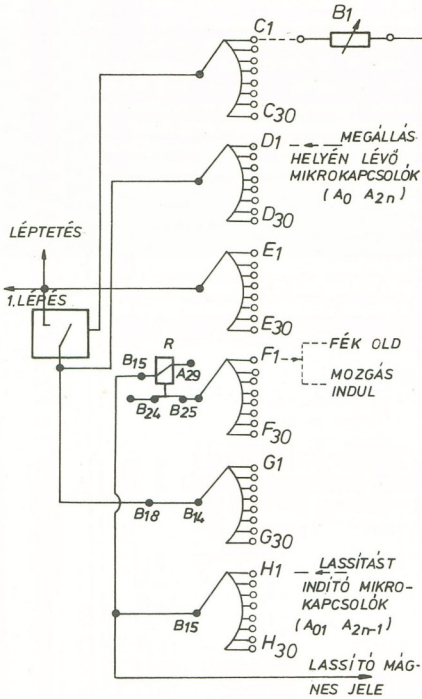 C1
B1
C30
D1
MEGÁLLÁS
HELYÉN LÉVŐ
MIKROKAPCSOLÓK
(A0 A2n)
D30
LÉPTETÉS
E1
1.LÉPÉS
E30
R
B15
A29
F1
FÉK OLD
MOZGÁS
INDUL
B24
B25
F30
G1
B18
B14
G30
H1
LASSÍTÁST
INDÍTÓ MIKRO-
KAPCSOLÓK
(A01 A2n-1)
B15
H30
LASSÍTÓ MÁG-
NES JELE